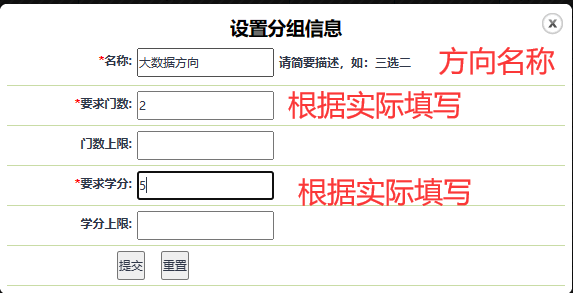 设置分组信息
*名称: 大数据方向 请简要描述，如：三选二 方向名称
*要求门数: 2 根据实际填写
门数上限:
*要求学分: 5 根据实际填写
学分上限:
提交 重置